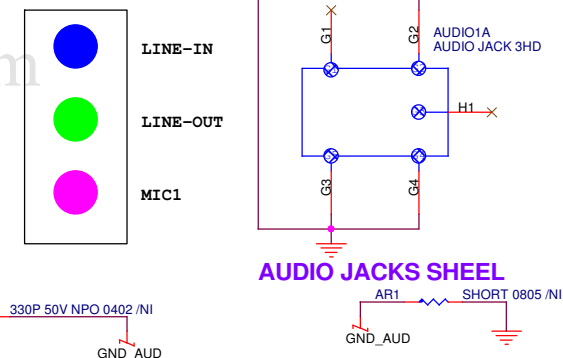 G1
G2
AUDIO1A
AUDIO JACK 3HD
LINE-IN
m
H1
LINE-OUT
G3
G4
MIC1
AUDIO JACKS SHEEL
AR1
SHORT 0805 /NI
330P 50V NPO 0402 /NI
GND_AUD
GND_AUD